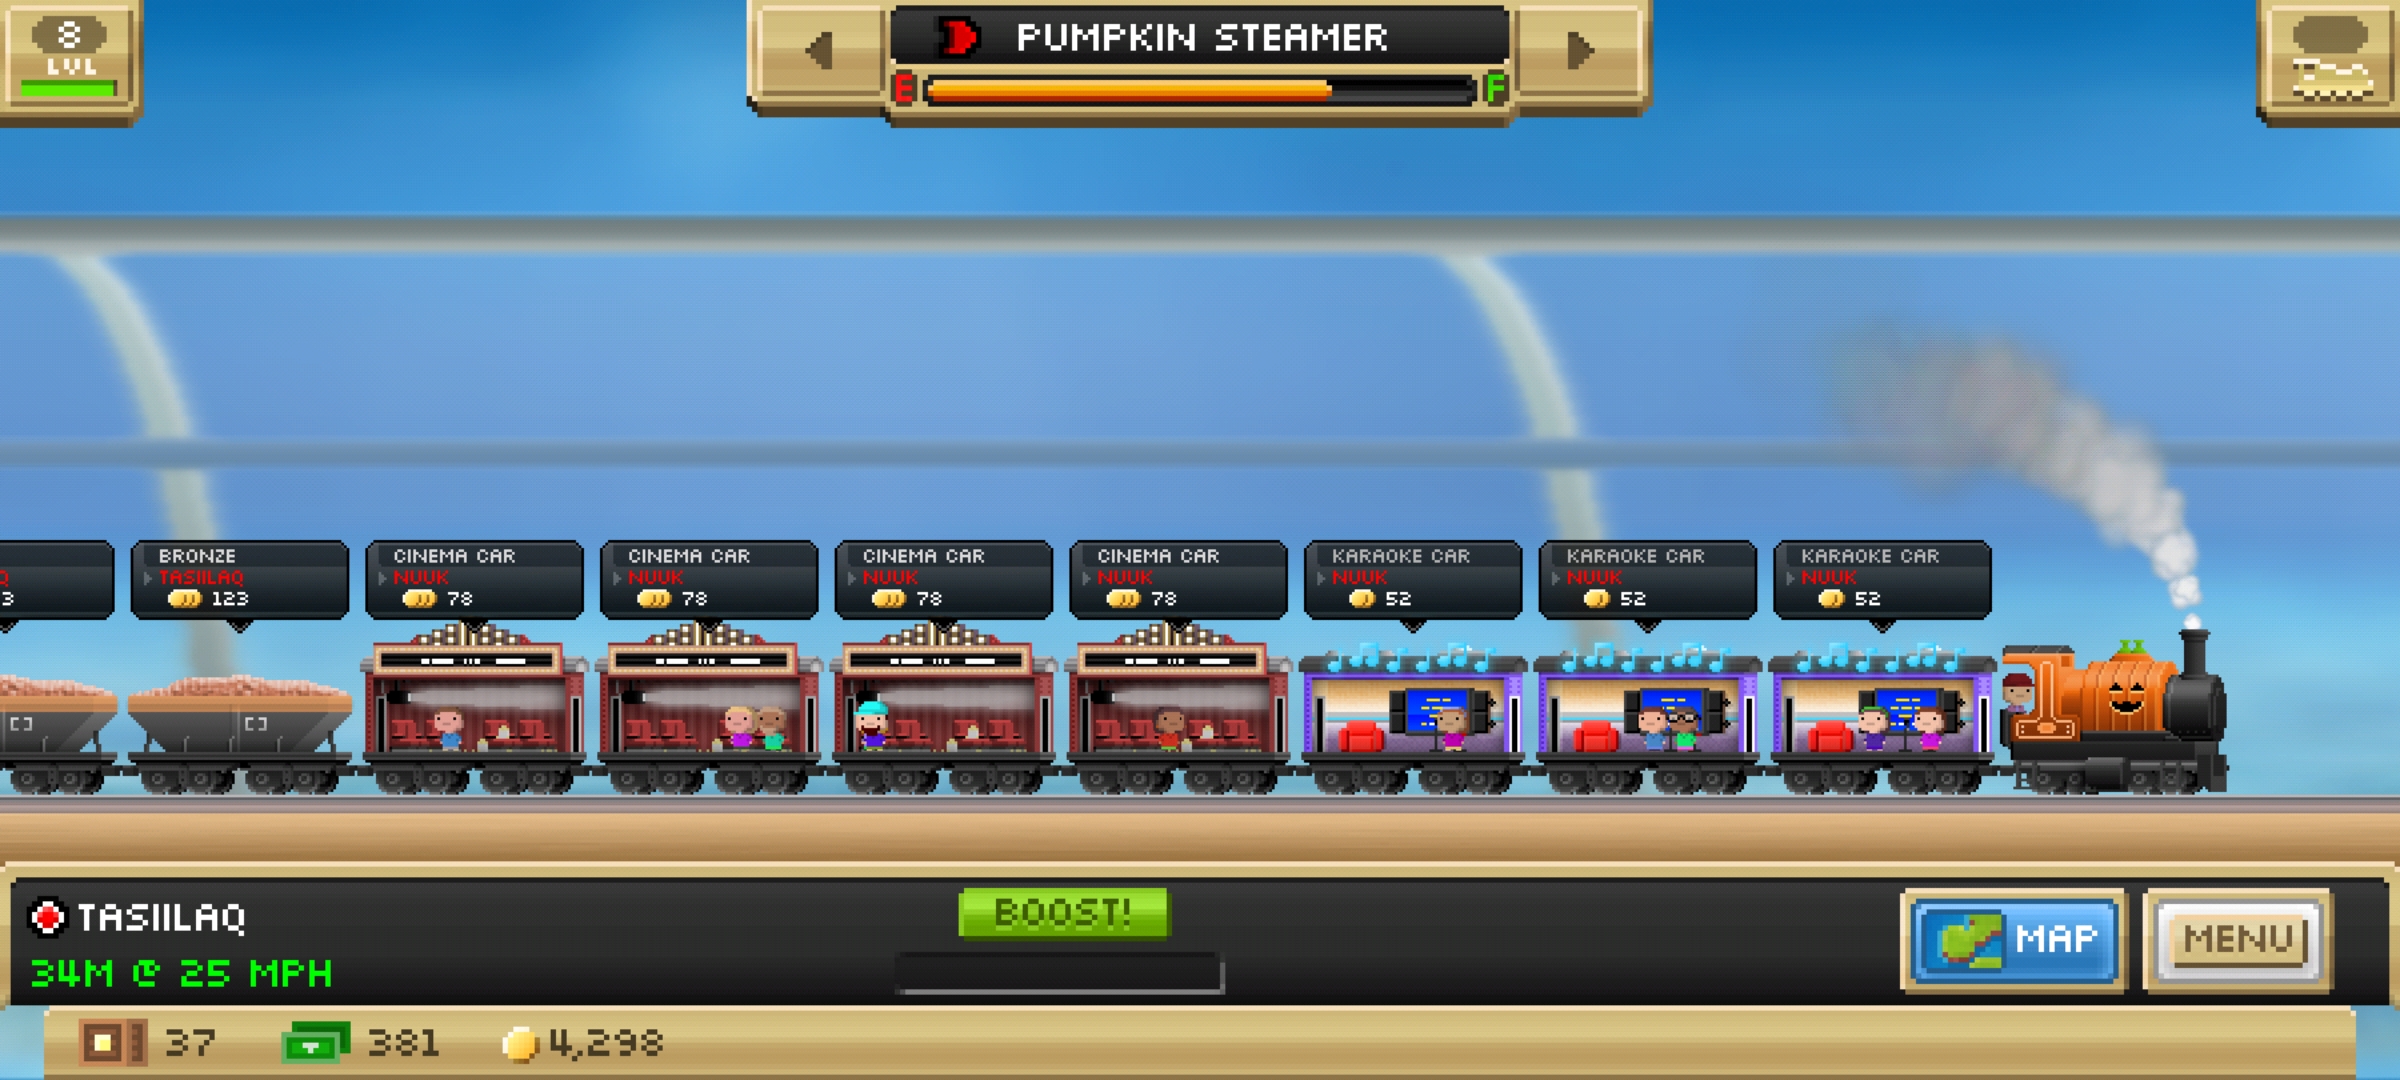 8
LVL
PUMPKIN STEAMER
E
F
Q
3
BRONZE
TASIILAQ
123
CINEMA CAR
NUUK
78
CINEMA CAR
NUUK
78
CINEMA CAR
NUUK
78
CINEMA CAR
NUUK
78
KARAOKE CAR
NUUK
52
KARAOKE CAR
NUUK
52
KARAOKE CAR
NUUK
52
TASIILAQ
34M @ 25 MPH
BOOST!
MAP
MENU
37
381
4,298